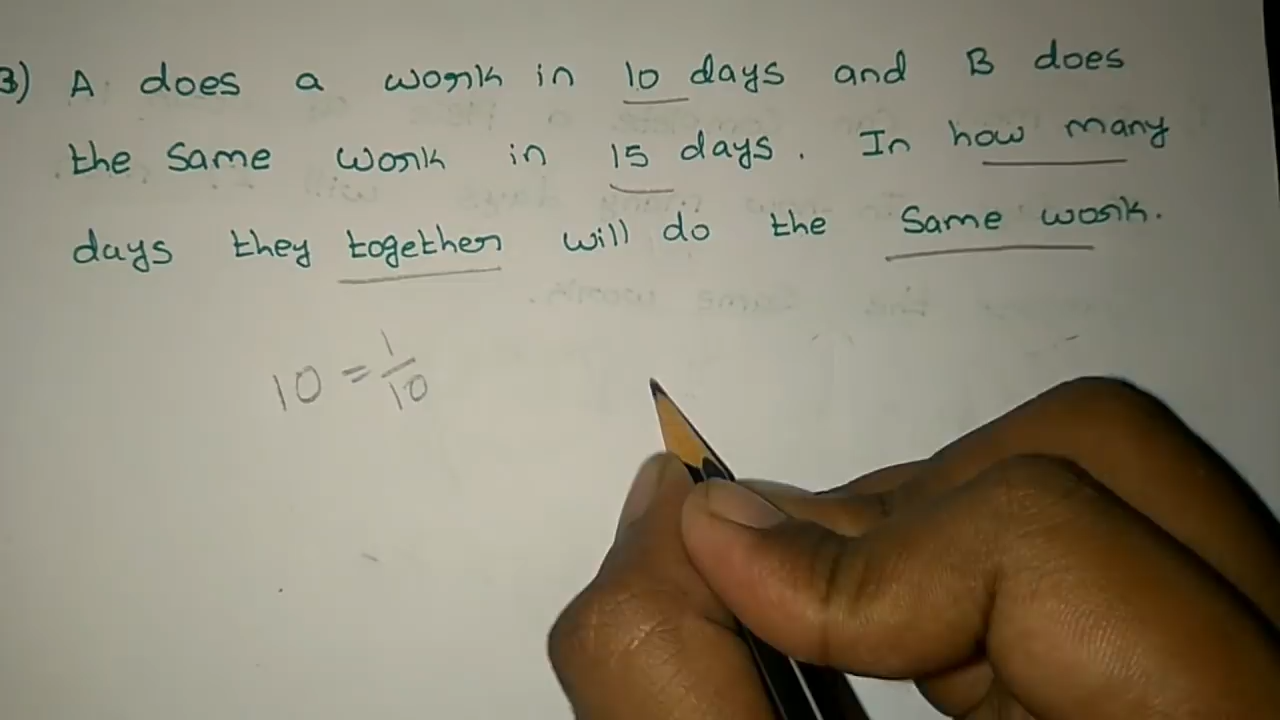 3) A does a work in 10 days and B does
the same work in 15 days. In how many
days they together will do the same work.
10 = 1/10